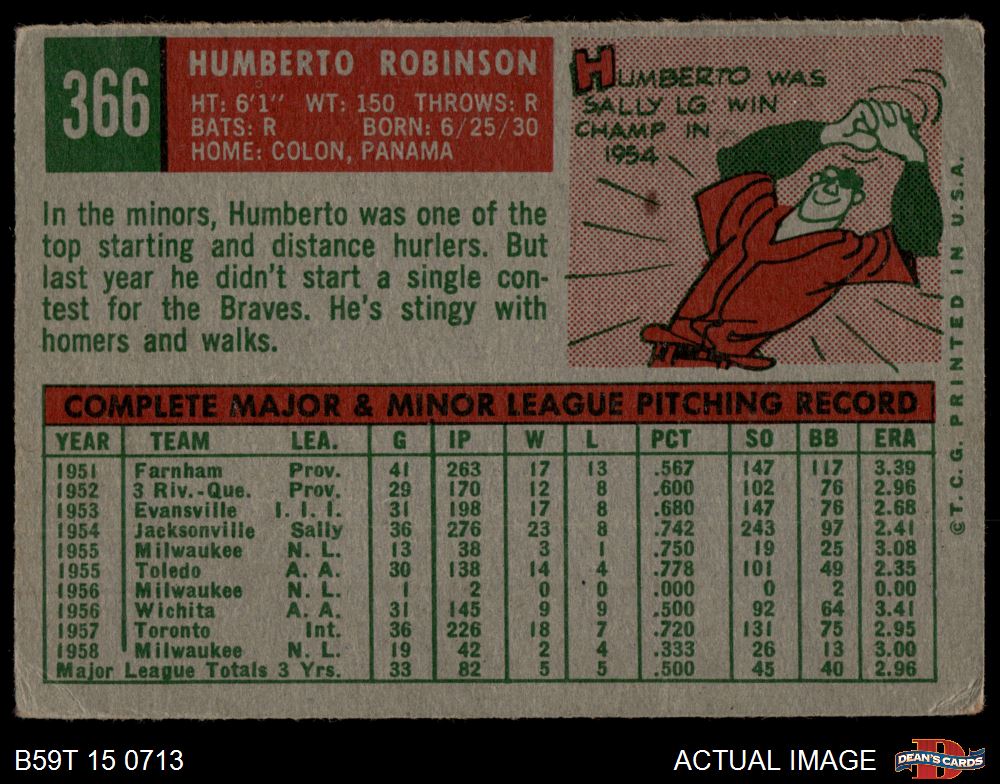 366
HUMBERTO ROBINSON
HT: 6'1" WT: 150 THROWS: R
BATS: R BORN: 6/25/30
HOME: COLON, PANAMA
HUMBERTO WAS
SALLY LG WIN
CHAMP IN
1954
In the minors, Humberto was one of the
top starting and distance hurlers. But
last year he didn't start a single con-
test for the Braves. He's stingy with
homers and walks.
©T. C. G. PRINTED IN U.S.A.
COMPLETE MAJOR & MINOR LEAGUE PITCHING RECORD
YEAR TEAM LEA. G IP W L PCT SO BB ERA
1951 Farnham Prov. 41 263 17 13 .567 147 117 3.39
1952 3 Riv.-Que. Prov. 29 170 12 8 .600 102 76 2.96
1953 Evansville I. I. I. 31 198 17 8 .680 147 76 2.68
1954 Jacksonville Sally 36 276 23 8 .742 243 97 2.41
1955 Milwaukee N. L. 13 38 3 1 .750 19 25 3.08
1955 Toledo A. A. 30 138 14 4 .778 101 49 2.35
1956 Milwaukee N. L. 1 2 0 0 .000 0 2 0.00
1956 Wichita A. A. 31 145 9 9 .500 92 64 3.41
1957 Toronto Int. 36 226 18 7 .720 131 75 2.95
1958 Milwaukee N. L. 19 42 2 4 .333 26 13 3.00
Major League Totals 3 Yrs. 33 82 5 5 .500 45 40 2.96
B59T 15 0713
ACTUAL IMAGE
DEAN'S CARDS